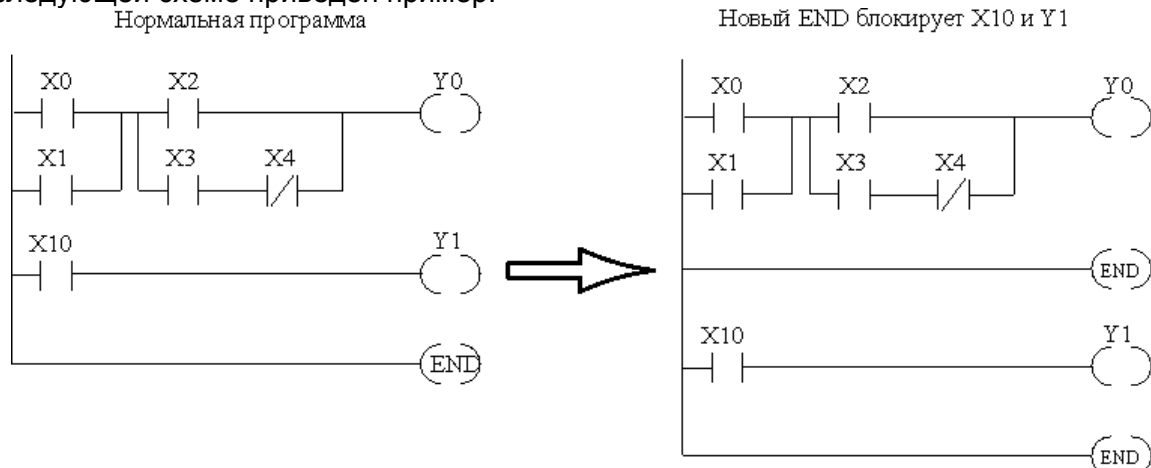 следующей схеме приведен пример.
Нормальная программа
X0 X2 Y0
X1 X3 X4
X10 Y1
END
Новый END блокирует X10 и Y1
X0 X2 Y0
X1 X3 X4
END
X10 Y1
END